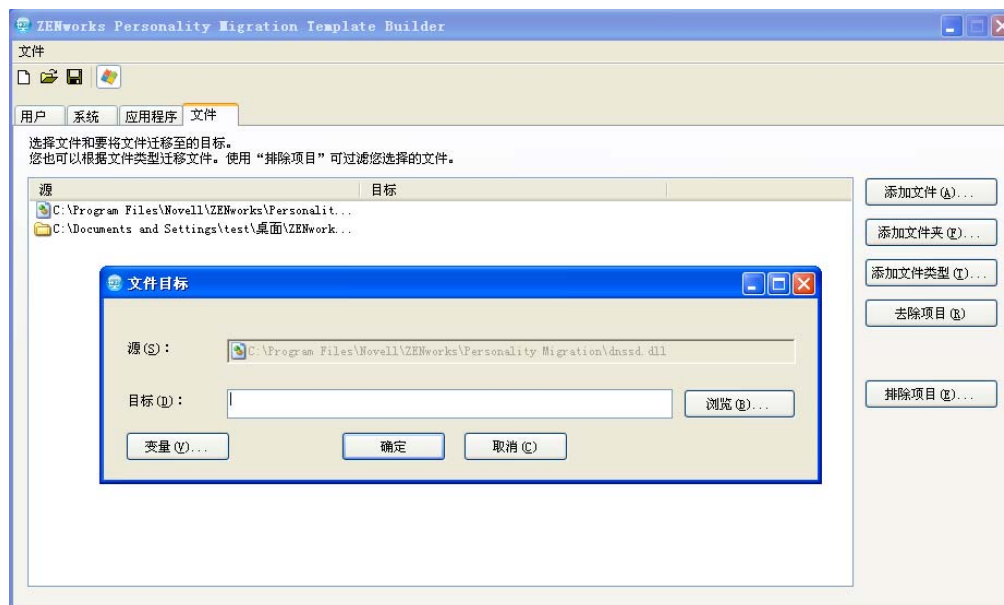 ZENworks Personality Migration Template Builder
文件
用户 系统 应用程序 文件
选择文件和要将文件迁移至的目标。
您也可以根据文件类型迁移文件。使用“排除项目”可过滤您选择的文件。
源 目标
C:\Program Files\Novell\ZENworks\Personalit...
C:\Documents and Settings\test\桌面\ZENwork...
添加文件(A)...
添加文件夹(F)...
添加文件类型(T)...
去除项目(R)
排除项目(E)...
文件目标
源(S)： C:\Program Files\Novell\ZENworks\Personality Migration\dnssd.dll
目标(D)： 浏览(B)...
变量(V)... 确定 取消(C)